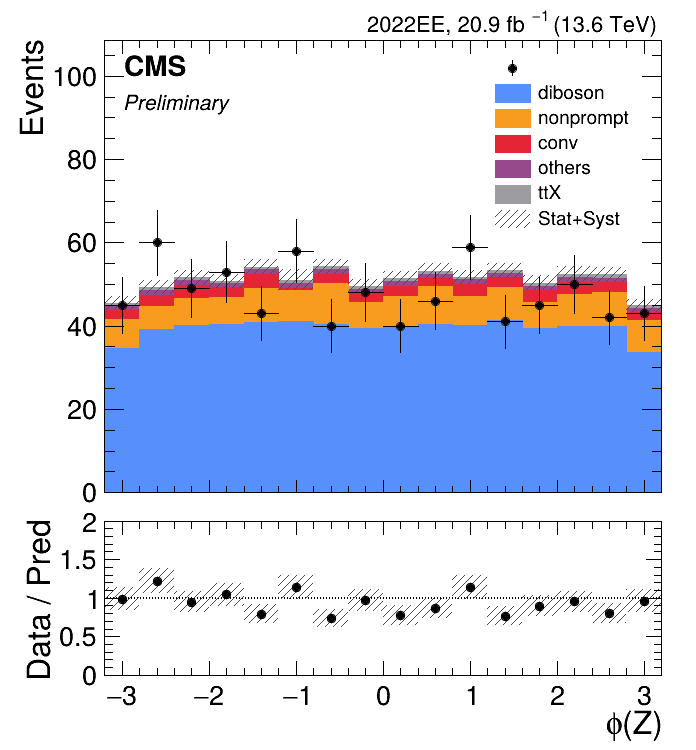 2022EE, 20.9 fb⁻¹ (13.6 TeV)
CMS
Preliminary
diboson
nonprompt
conv
others
ttX
Stat+Syst
Events
100
80
60
40
20
0
Data / Pred
2
1.5
1
0.5
0
−3 −2 −1 0 1 2 3
ϕ(Z)